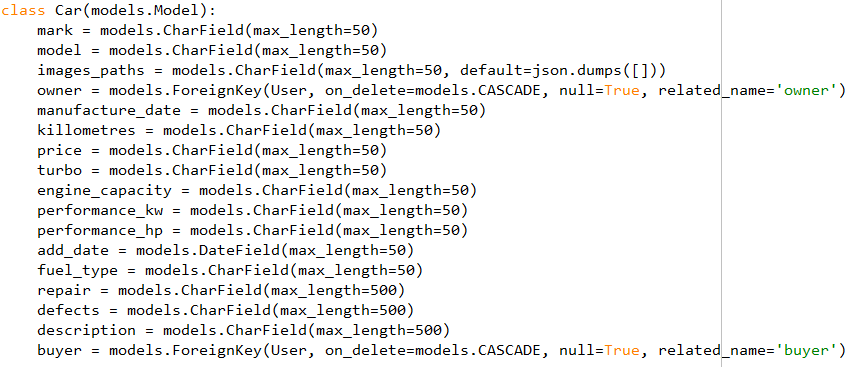 class Car(models.Model):
    mark = models.CharField(max_length=50)
    model = models.CharField(max_length=50)
    images_paths = models.CharField(max_length=50, default=json.dumps([]))
    owner = models.ForeignKey(User, on_delete=models.CASCADE, null=True, related_name='owner')
    manufacture_date = models.CharField(max_length=50)
    killometres = models.CharField(max_length=50)
    price = models.CharField(max_length=50)
    turbo = models.CharField(max_length=50)
    engine_capacity = models.CharField(max_length=50)
    performance_kw = models.CharField(max_length=50)
    performance_hp = models.CharField(max_length=50)
    add_date = models.DateField(max_length=50)
    fuel_type = models.CharField(max_length=50)
    repair = models.CharField(max_length=500)
    defects = models.CharField(max_length=500)
    description = models.CharField(max_length=500)
    buyer = models.ForeignKey(User, on_delete=models.CASCADE, null=True, related_name='buyer')